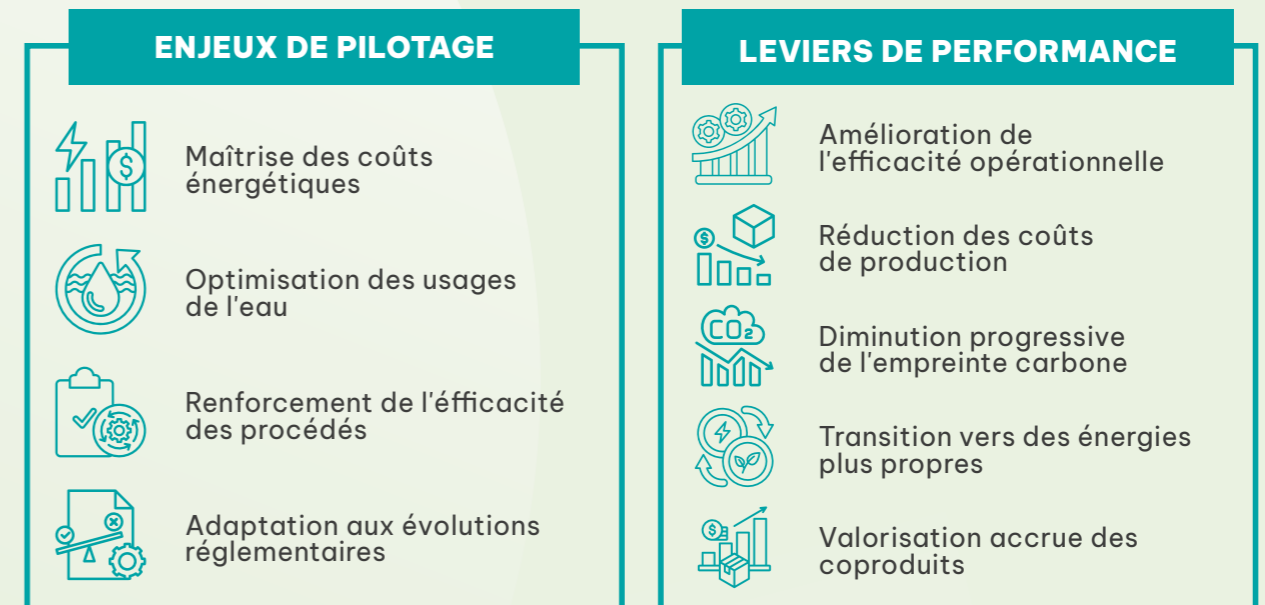 ENJEUX DE PILOTAGE
Maîtrise des coûts
énergétiques
Optimisation des usages
de l'eau
Renforcement de l'éfficacité
des procédés
Adaptation aux évolutions
réglementaires
LEVIERS DE PERFORMANCE
Amélioration de
l'efficacité opérationnelle
Réduction des coûts
de production
CO₂
Diminution progressive
de l'empreinte carbone
Transition vers des énergies
plus propres
Valorisation accrue des
coproduits